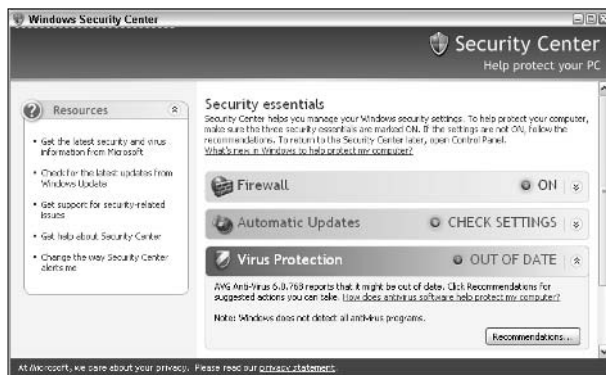 Windows Security Center
Security Center
Help protect your PC
Resources
• Get the latest security and virus
information from Microsoft
• Check for the latest updates from
Windows Update
• Get support for security-related
issues
• Get help about Security Center
• Change the way Security Center
alerts me
Security essentials
Security Center helps you manage your Windows security settings. To help protect your computer,
make sure the three security essentials are marked ON. If the settings are not ON, follow the
recommendations. To return to the Security Center later, open Control Panel.
What's new in Windows to help protect my computer?
Firewall ON
Automatic Updates CHECK SETTINGS
Virus Protection OUT OF DATE
AVG Anti-Virus 6.0.768 reports that it might be out of date. Click Recommendations for
suggested actions you can take. How does antivirus software help protect my computer?
Note: Windows does not detect all antivirus programs.
Recommendations...
At Microsoft, we care about your privacy. Please read our privacy statement.